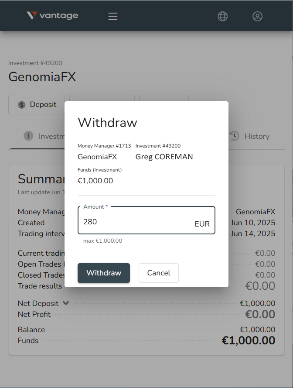 vantage
Investment #49200
GenomiaFX
Deposit
Investm
History
Withdraw
Money Manager #1713 Investment #49200
GenomiaFX Greg COREMAN
Funds (Investment)
€1,000.00
Amount *
280 EUR
max €1,000.00
Withdraw Cancel
Summa
Last update Jun 1
Money Manag GenomiaFX
Created Jun 10, 2025
Trading interv Jun 14, 2025
Current tradin €0.00
Open Trades €0.00
Closed Trades €0.00
Trade results €0.00
Net Deposit €1,000.00
Net Profit €0.00
Balance €1,000.00
Funds €1,000.00